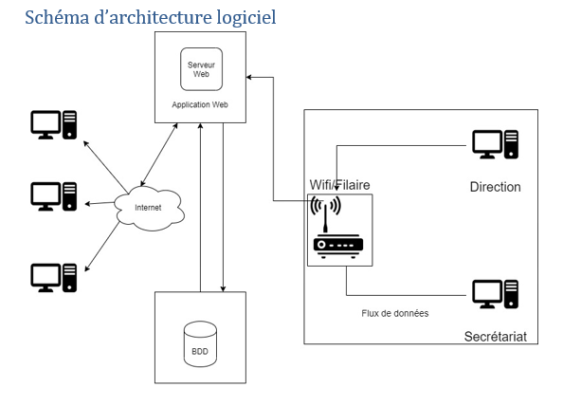 Schéma d'architecture logiciel
Serveur
Web
Application Web
Internet
BDD
Wifi/Filaire
Direction
Flux de données
Secrétariat